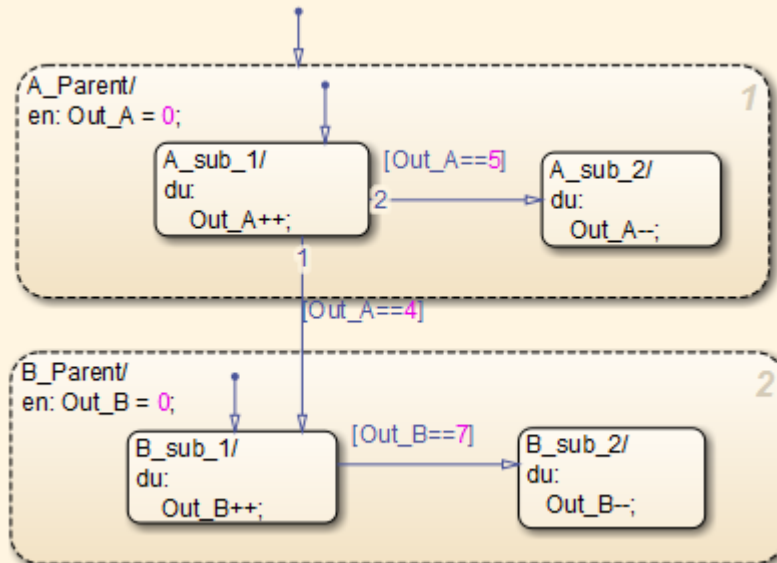 A_Parent/
1
en: Out_A = 0;
A_sub_1/
du:
Out_A++;
[Out_A==5]
2
A_sub_2/
du:
Out_A--;
1
[Out_A==4]
B_Parent/
2
en: Out_B = 0;
B_sub_1/
du:
Out_B++;
[Out_B==7]
B_sub_2/
du:
Out_B--;